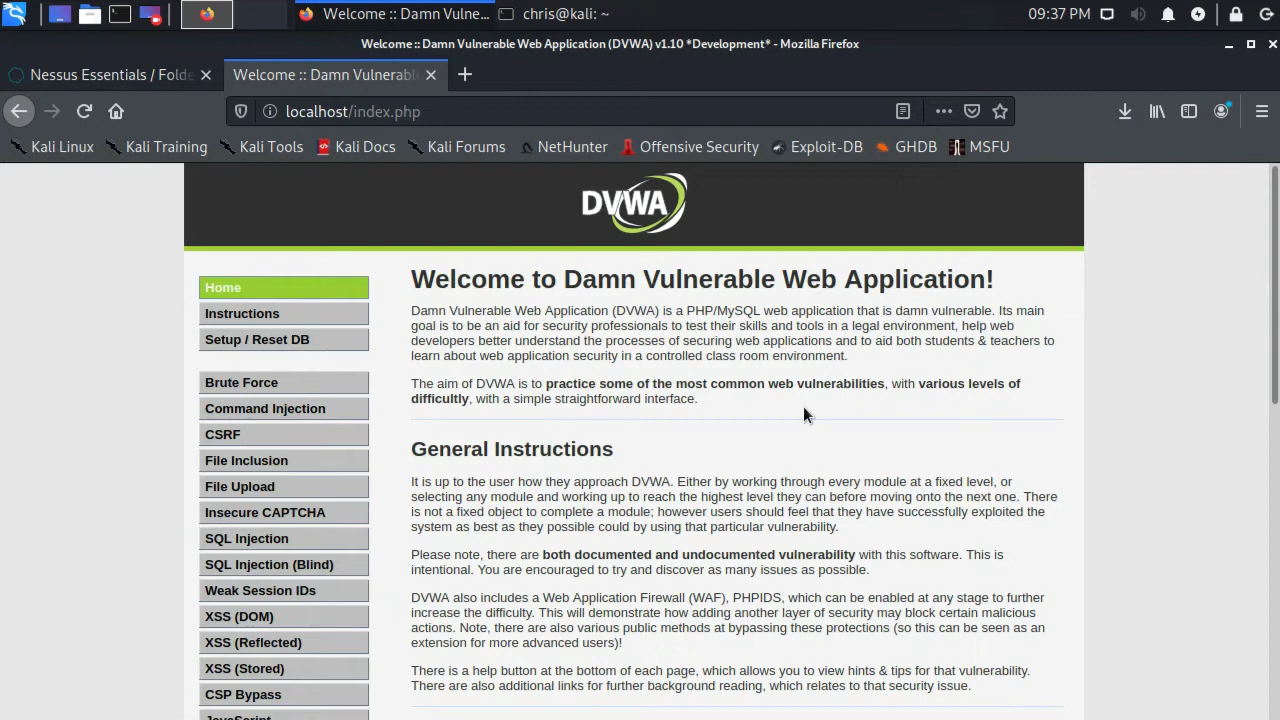 Welcome :: Damn Vulne...
chris@kali: ~
09:37 PM
Welcome :: Damn Vulnerable Web Application (DVWA) v1.10 *Development* - Mozilla Firefox
Nessus Essentials / Folde
Welcome :: Damn Vulnerabl
localhost/index.php
Kali Linux
Kali Training
Kali Tools
Kali Docs
Kali Forums
NetHunter
Offensive Security
Exploit-DB
GHDB
MSFU
DVWA
Home
Instructions
Setup / Reset DB
Brute Force
Command Injection
CSRF
File Inclusion
File Upload
Insecure CAPTCHA
SQL Injection
SQL Injection (Blind)
Weak Session IDs
XSS (DOM)
XSS (Reflected)
XSS (Stored)
CSP Bypass
JavaScript
Welcome to Damn Vulnerable Web Application!
Damn Vulnerable Web Application (DVWA) is a PHP/MySQL web application that is damn vulnerable. Its main
goal is to be an aid for security professionals to test their skills and tools in a legal environment, help web
developers better understand the processes of securing web applications and to aid both students & teachers to
learn about web application security in a controlled class room environment.
The aim of DVWA is to practice some of the most common web vulnerabilities, with various levels of
difficultly, with a simple straightforward interface.
General Instructions
It is up to the user how they approach DVWA. Either by working through every module at a fixed level, or
selecting any module and working up to reach the highest level they can before moving onto the next one. There
is not a fixed object to complete a module; however users should feel that they have successfully exploited the
system as best as they possible could by using that particular vulnerability.
Please note, there are both documented and undocumented vulnerability with this software. This is
intentional. You are encouraged to try and discover as many issues as possible.
DVWA also includes a Web Application Firewall (WAF), PHPIDS, which can be enabled at any stage to further
increase the difficulty. This will demonstrate how adding another layer of security may block certain malicious
actions. Note, there are also various public methods at bypassing these protections (so this can be seen as an
extension for more advanced users)!
There is a help button at the bottom of each page, which allows you to view hints & tips for that vulnerability.
There are also additional links for further background reading, which relates to that security issue.